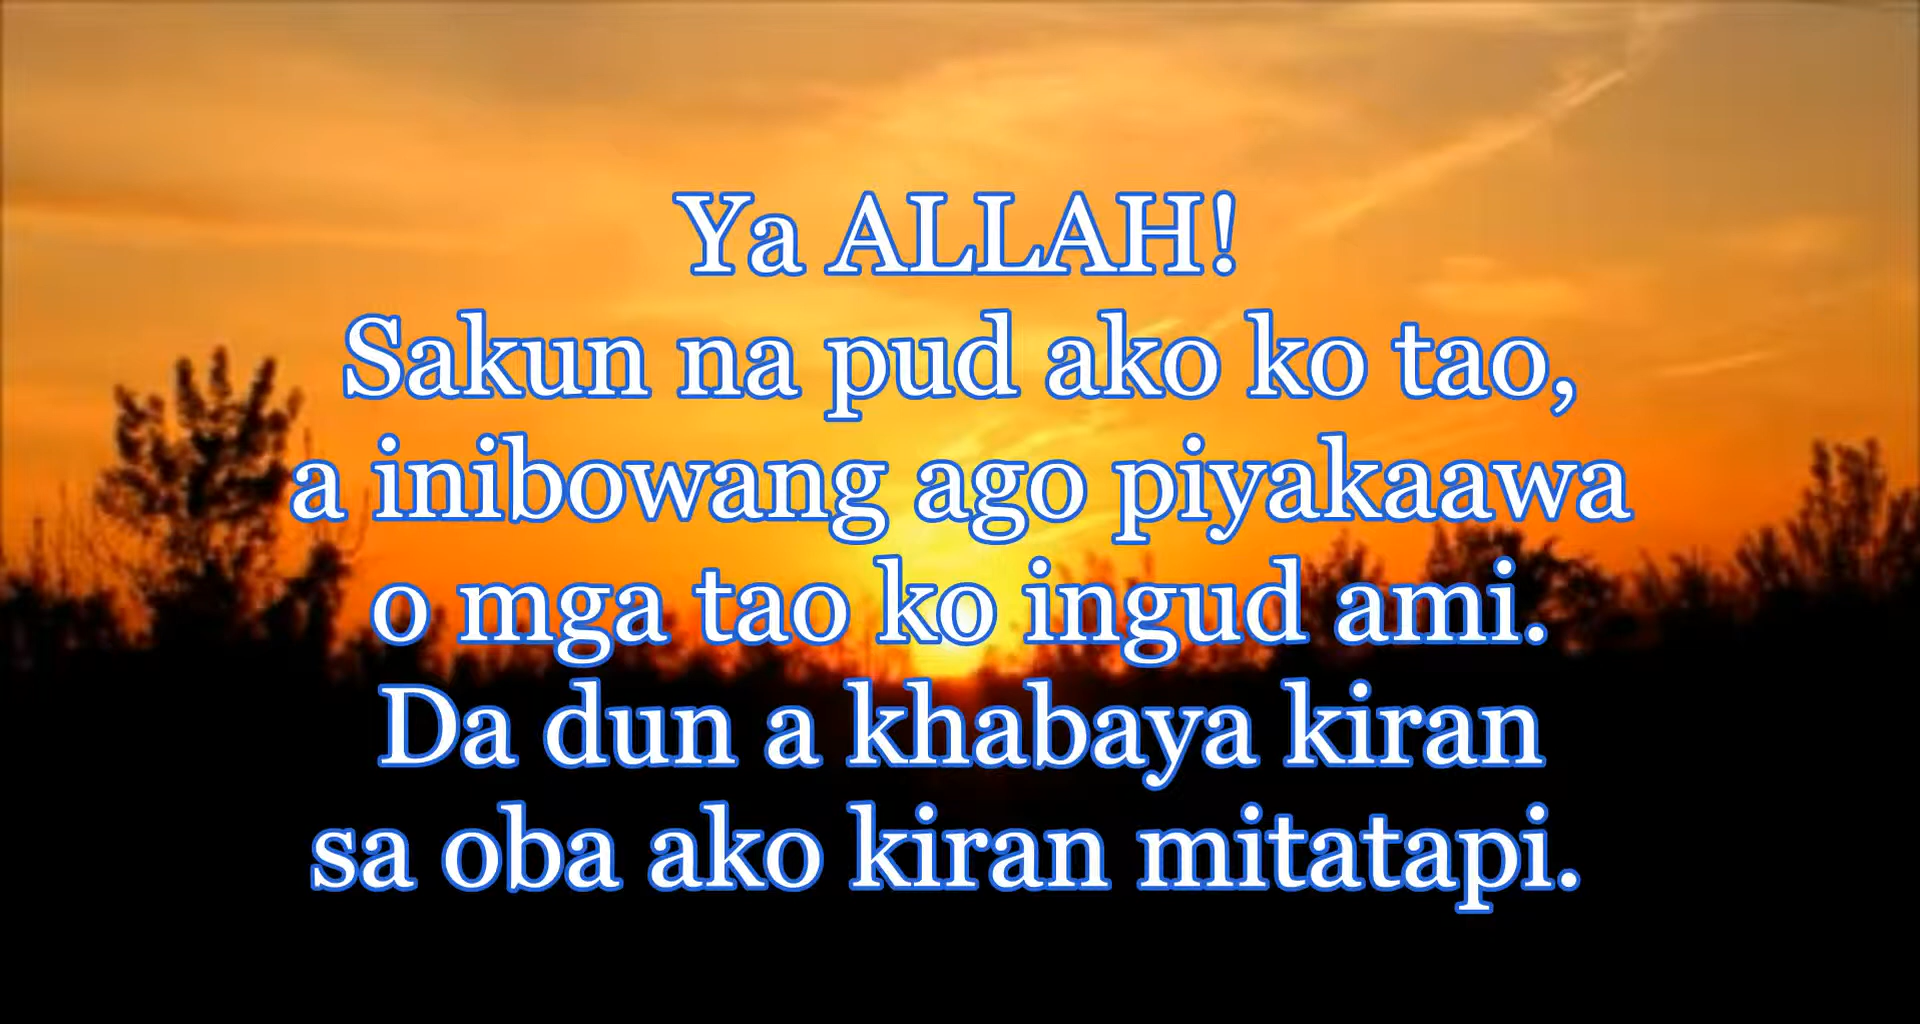 Ya ALLAH!
Sakun na pud ako ko tao,
a inibowang ago piyakaawa
o mga tao ko ingud ami.
Da dun a khabaya kiran
sa oba ako kiran mitatapi.